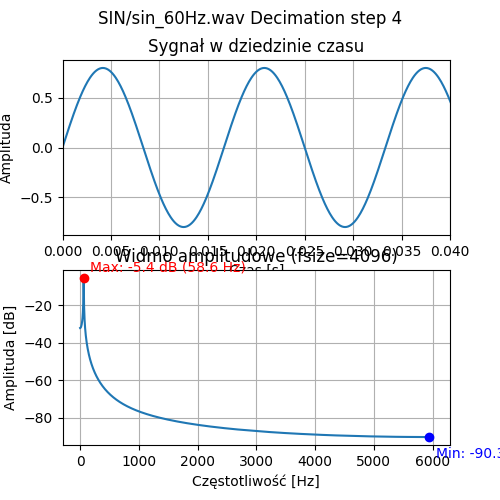 SIN/sin_60Hz.wav Decimation step 4
Sygnał w dziedzinie czasu
Amplituda
0.5
0.0
−0.5
0.000 0.005 0.010 0.015 0.020 0.025 0.030 0.035 0.040
Czas [s]
Widmo amplitudowe (fsize=4096)
Max: -5.4 dB (58.6 Hz)
Amplituda [dB]
−20
−40
−60
−80
Min: -90.3
0 1000 2000 3000 4000 5000 6000
Częstotliwość [Hz]